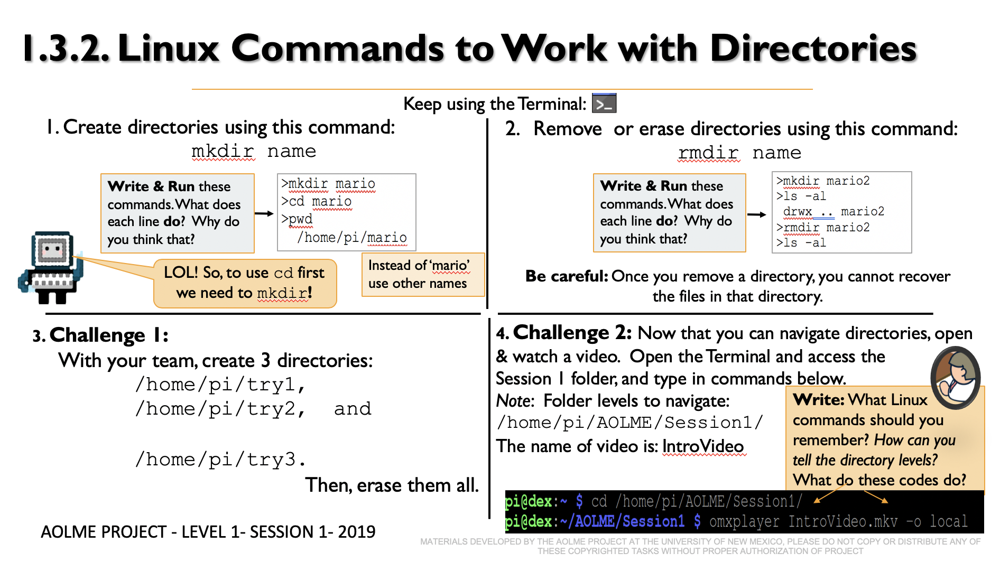 1.3.2. Linux Commands to Work with Directories
Keep using the Terminal: >_
1. Create directories using this command:
mkdir name
Write & Run these
commands. What does
each line do? Why do
you think that?
>mkdir mario
>cd mario
>pwd
/home/pi/mario
LOL! So, to use cd first
we need to mkdir!
Instead of ‘mario’
use other names
2. Remove or erase directories using this command:
rmdir name
Write & Run these
commands. What does
each line do? Why do
you think that?
>mkdir mario2
>ls -al
drwx .. mario2
>rmdir mario2
>ls -al
Be careful: Once you remove a directory, you cannot recover
the files in that directory.
3. Challenge 1:
With your team, create 3 directories:
/home/pi/try1,
/home/pi/try2, and
/home/pi/try3.
Then, erase them all.
4. Challenge 2: Now that you can navigate directories, open
& watch a video. Open the Terminal and access the
Session 1 folder, and type in commands below.
Note: Folder levels to navigate:
/home/pi/AOLME/Session1/
The name of video is: IntroVideo
Write: What Linux
commands should you
remember? How can you
tell the directory levels?
What do these codes do?
pi@dex:~ $ cd /home/pi/AOLME/Session1/
pi@dex:~/AOLME/Session1 $ omxplayer IntroVideo.mkv -o local
AOLME PROJECT - LEVEL 1- SESSION 1- 2019
MATERIALS DEVELOPED BY THE AOLME PROJECT AT THE UNIVERSITY OF NEW MEXICO, PLEASE DO NOT COPY OR DISTRIBUTE ANY OF
THESE COPYRIGHTED TASKS WITHOUT PROPER AUTHORIZATION OF PROJECT